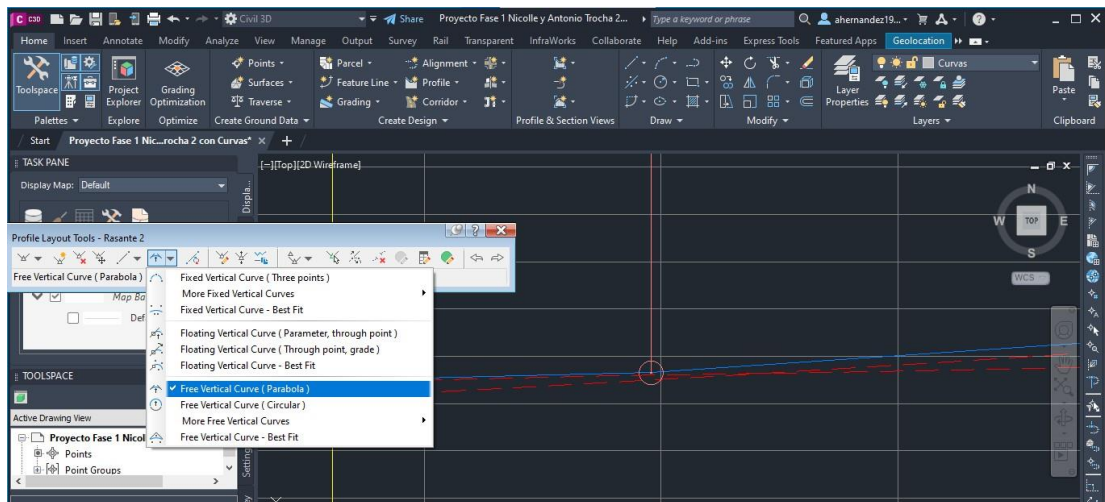 C C3D Civil 3D Share Proyecto Fase 1 Nicolle y Antonio Trocha 2... Type a keyword or phrase ahernandez19...
Home Insert Annotate Modify Analyze View Manage Output Survey Rail Transparent InfraWorks Collaborate Help Add-ins Express Tools Featured Apps Geolocation
Points Parcel Alignment Curvas
Toolspace Project Explorer Grading Optimization Surfaces Feature Line Profile Layer Properties Paste
Traverse Grading Corridor
Palettes Explore Optimize Create Ground Data Create Design Profile & Section Views Draw Modify Layers Clipboard
Start Proyecto Fase 1 Nic...rocha 2 con Curvas* × +
TASK PANE [−][Top][2D Wireframe]
Display Map: Default
Displa...
N
W TOP E
S
WCS
Profile Layout Tools - Rasante 2
Free Vertical Curve ( Parabola )
Fixed Vertical Curve ( Three points )
More Fixed Vertical Curves
Fixed Vertical Curve - Best Fit
Floating Vertical Curve ( Parameter, through point )
Floating Vertical Curve ( Through point, grade )
Floating Vertical Curve - Best Fit
Free Vertical Curve ( Parabola )
Free Vertical Curve ( Circular )
More Free Vertical Curves
Free Vertical Curve - Best Fit
Map Ba
Def
TOOLSPACE
Active Drawing View
Proyecto Fase 1 Nicol
Points
Point Groups
Setting